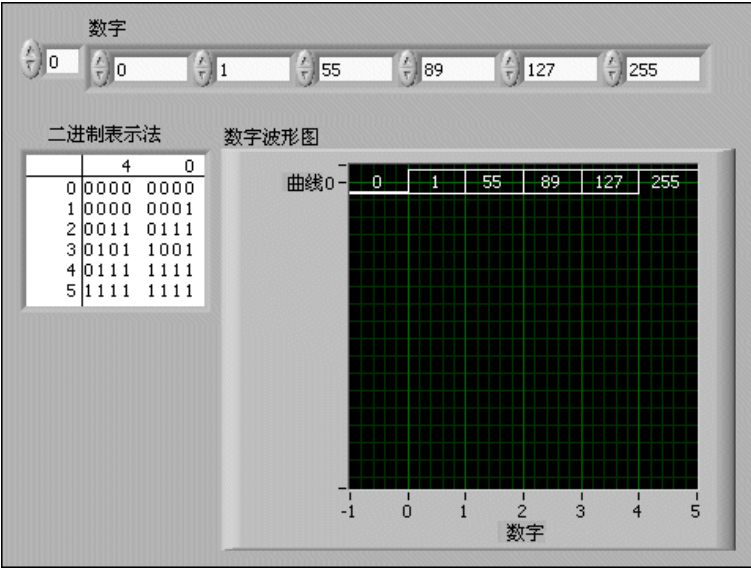 数字
0 0 1 55 89 127 255
二进制表示法
4 0
0 0000 0000
1 0000 0001
2 0011 0111
3 0101 1001
4 0111 1111
5 1111 1111
数字波形图
曲线0 0 1 55 89 127 255
-1 0 1 2 3 4 5
数字